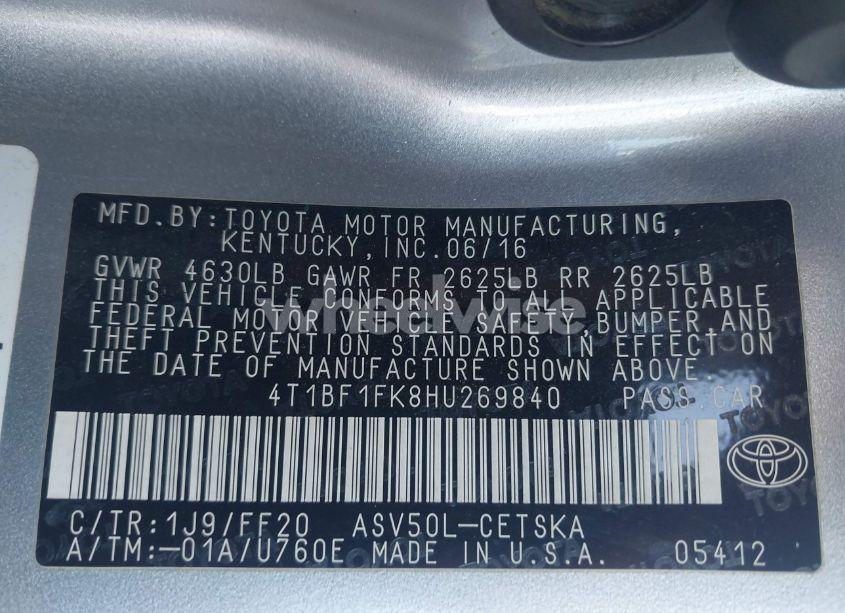 MFD.BY:TOYOTA MOTOR MANUFACTURING,
KENTUCKY,INC.06/16
GVWR 4630LB GAWR FR 2625LB RR 2625LB
THIS VEHICLE CONFORMS TO ALL APPLICABLE
FEDERAL MOTOR VEHICLE SAFETY, BUMPER,AND
THEFT PREVENTION STANDARDS IN EFFECT ON
THE DATE OF MANUFACTURE SHOWN ABOVE
4T1BF1FK8HU269840 PASS.CAR
C/TR:1J9/FF20 ASV50L-CETSKA
A/TM:-01A/U760E MADE IN U.S.A. 05412
wheelwise